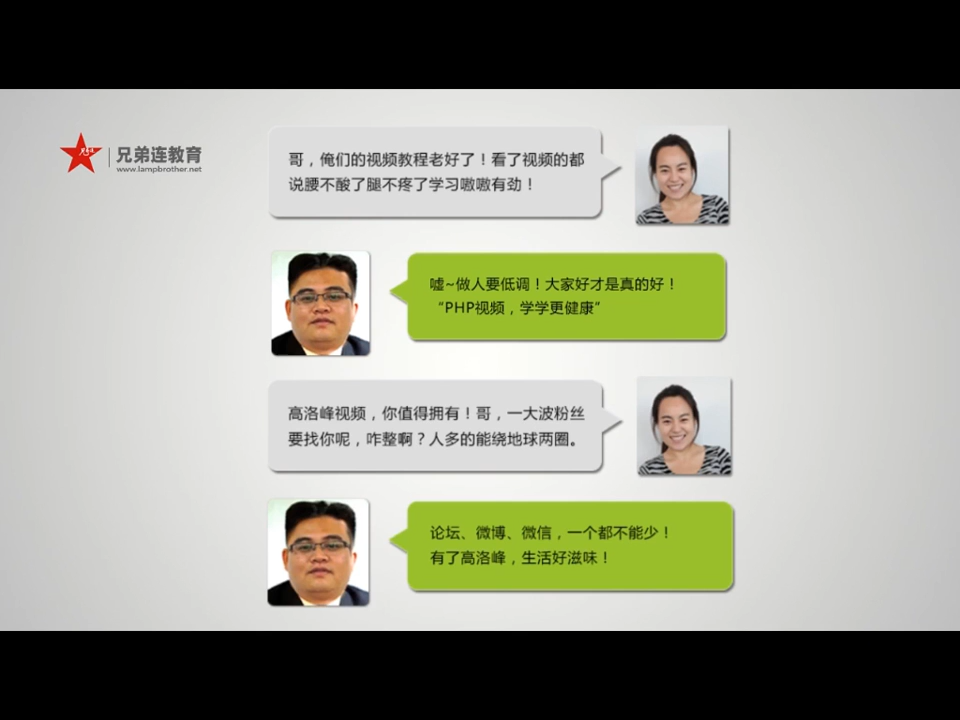 兄弟连教育
www.lampbrother.net
哥，俺们的视频教程老好了！看了视频的都
说腰不酸了腿不疼了学习嗷嗷有劲！
嘘~做人要低调！大家好才是真的好！
“PHP视频，学学更健康”
高洛峰视频，你值得拥有！哥，一大波粉丝
要找你呢，咋整啊？人多的能绕地球两圈。
论坛、微博、微信，一个都不能少！
有了高洛峰，生活好滋味！